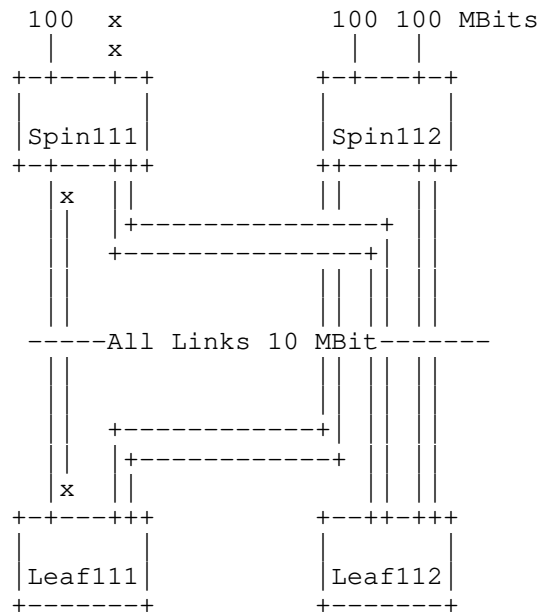 100 x 100 100 MBits
x
Spin111 Spin112
x
All Links 10 MBit
x
Leaf111 Leaf112